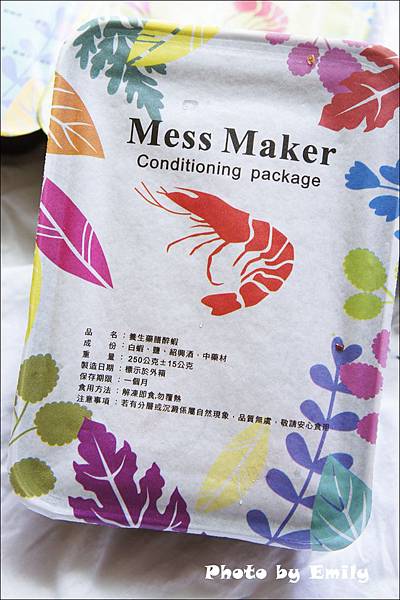 Mess Maker
Conditioning package
品　　名：養生藥膳醉蝦
成　　份：白蝦、鹽、紹興酒、中藥材
重　　量：250公克±15公克
製造日期：標示於外箱
保存期限：一個月
食用方法：解凍即食,勿覆熱
注意事項：若有分層或沉澱係屬自然現象，品質無虞，敬請安心食用
Photo by Emily